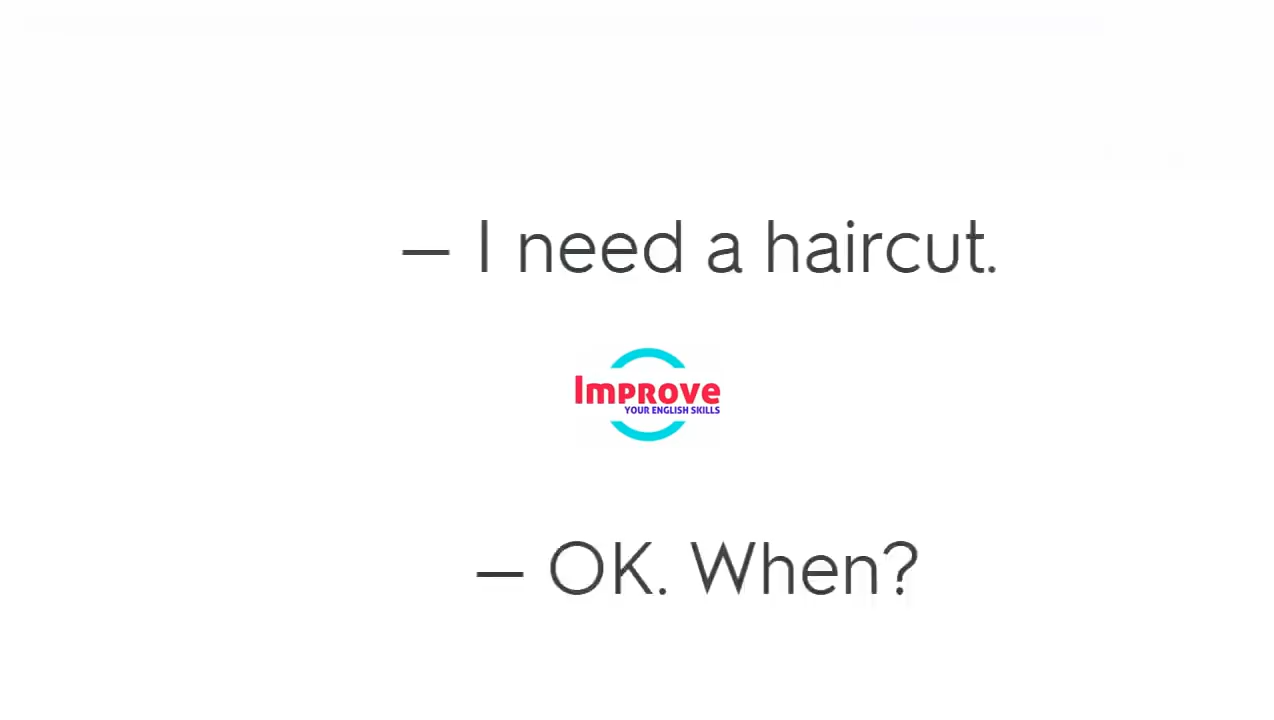 – I need a haircut.
Improve
YOUR ENGLISH SKILLS
– OK. When?